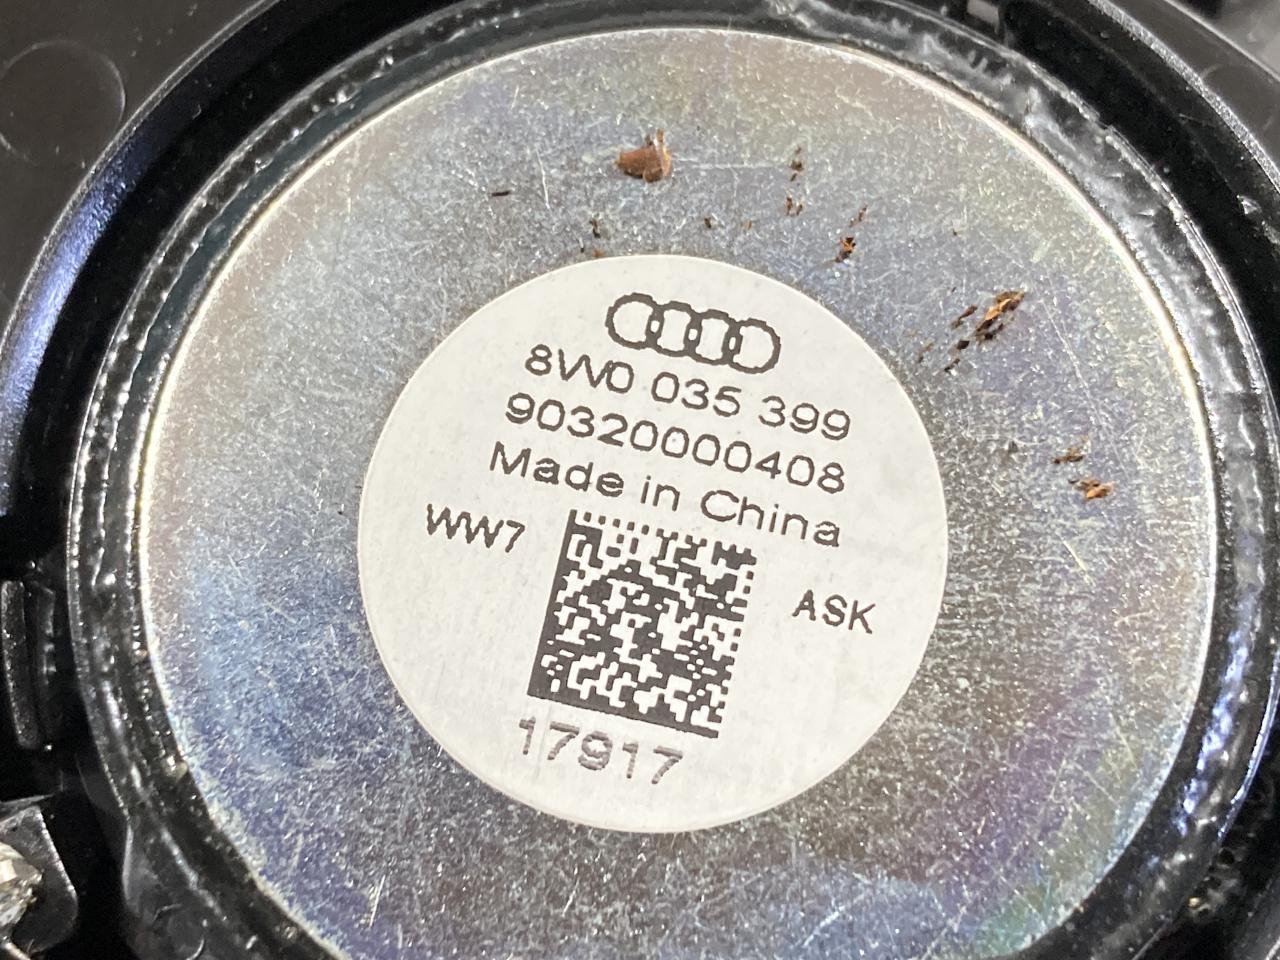 8W0 035 399
90320000408
Made in China
WW7
ASK
17917